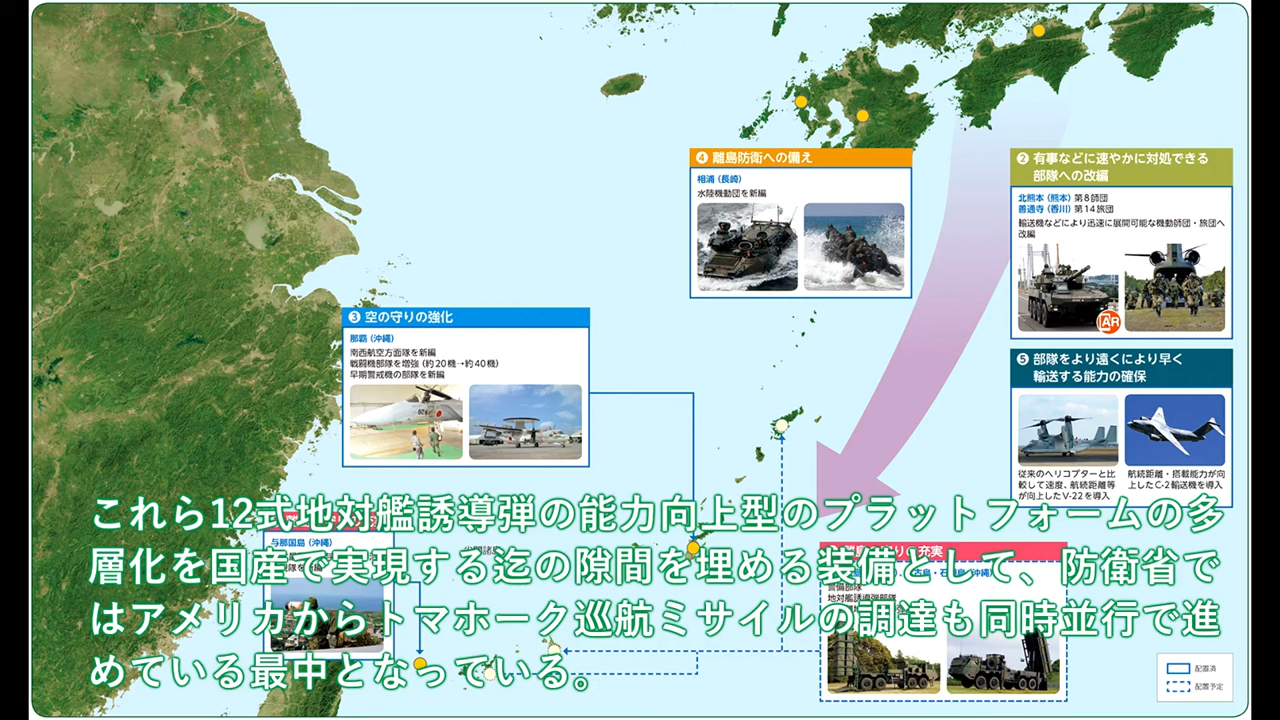 ❹ 離島防衛への備え
相浦（長崎）
水陸機動団を新編
❷ 有事などに速やかに対処できる
部隊への改編
北熊本（熊本）第8師団
善通寺（香川）第14旅団
輸送機などにより迅速に展開可能な機動師団・旅団へ
改編
❸ 空の守りの強化
那覇（沖縄）
南西航空方面隊を新編
戦闘機部隊を増強（約20機→約40機）
早期警戒機の部隊を新編
❺ 部隊をより遠くにより早く
輸送する能力の確保
従来のヘリコプターと比
較して速度、航続距離等
が向上したV-22を導入
航続距離・搭載能力が向
上したC-2輸送機を導入
与那国島（沖縄）
の充実
警備部隊
地対艦誘導弾部隊
これら12式地対艦誘導弾の能力向上型のプラットフォームの多
層化を国産で実現する迄の隙間を埋める装備として、防衛省で
はアメリカからトマホーク巡航ミサイルの調達も同時並行で進
めている最中となっている。
配置済
配置予定